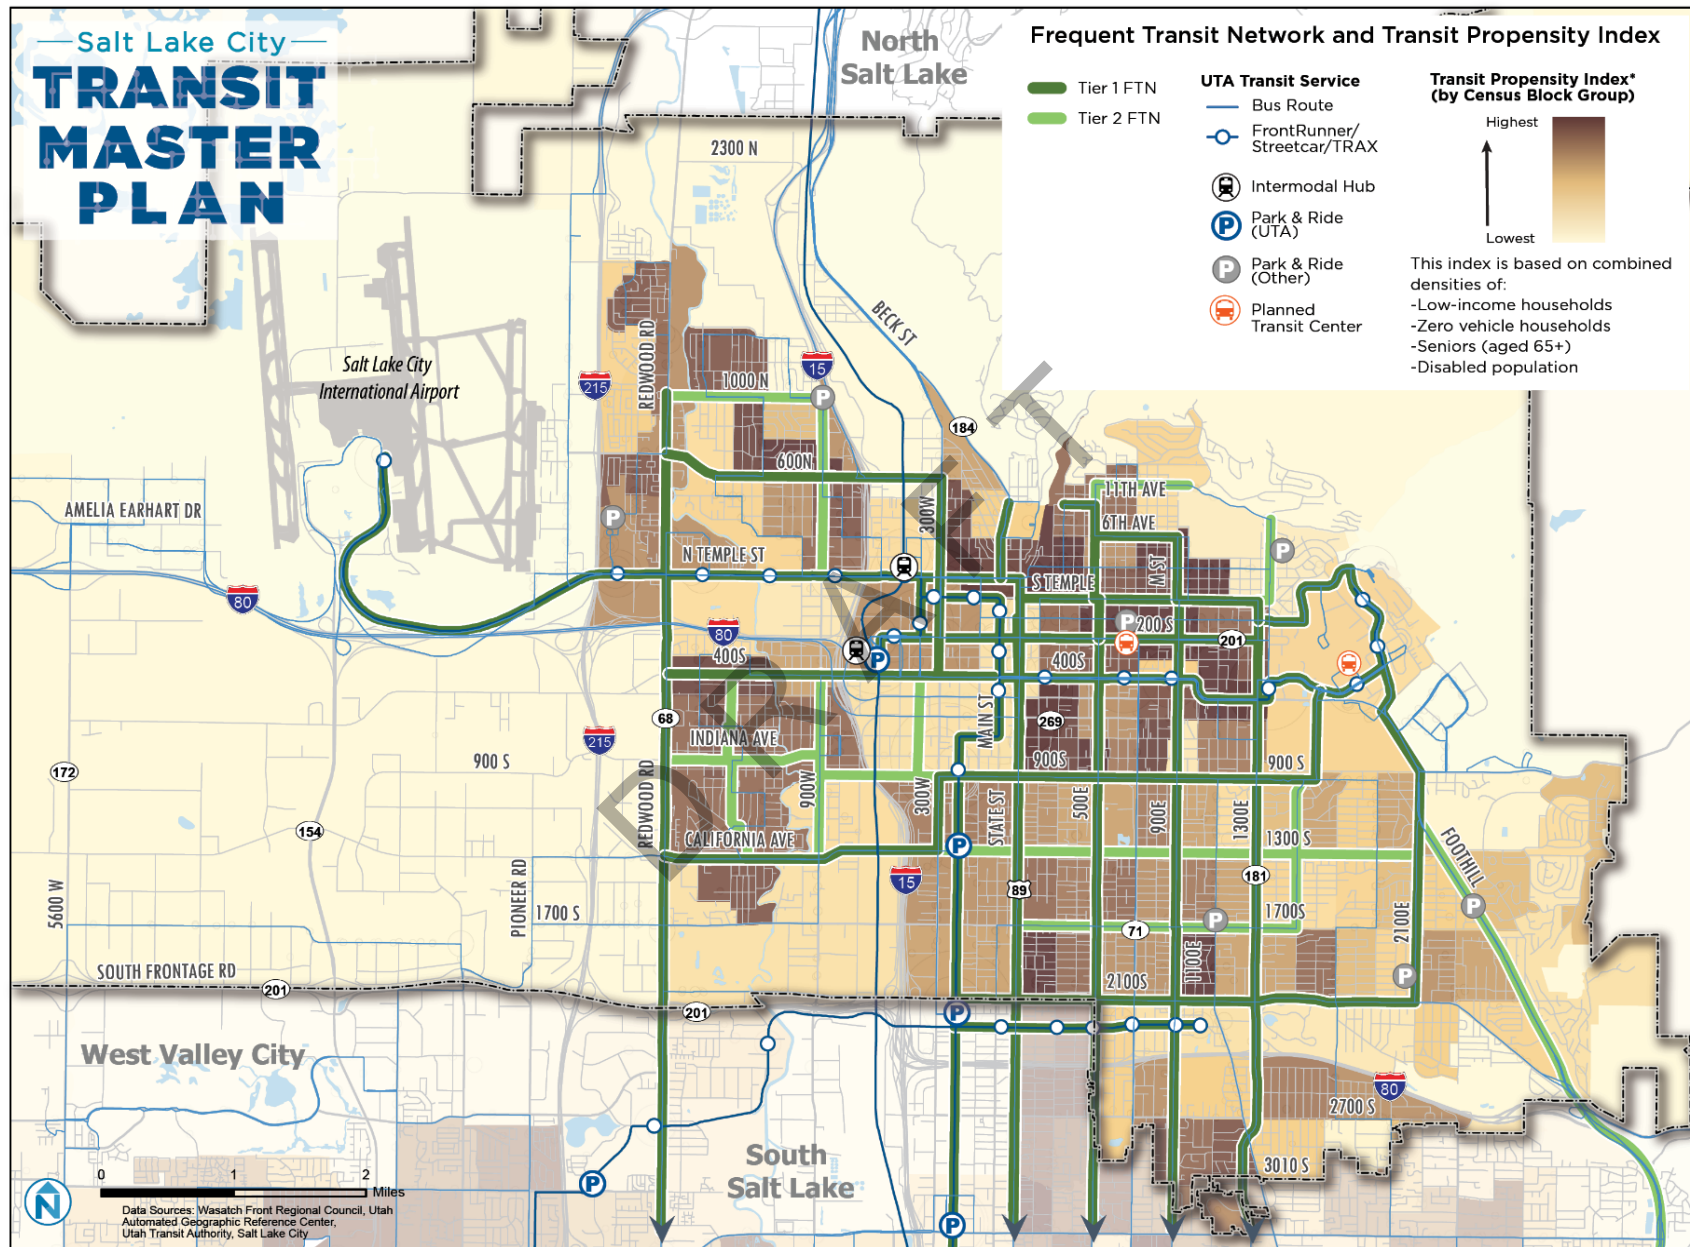 Salt Lake City
TRANSIT
MASTER
PLAN
North
Salt Lake
Frequent Transit Network and Transit Propensity Index
Tier 1 FTN
Tier 2 FTN
UTA Transit Service
Bus Route
FrontRunner/
Streetcar/TRAX
Intermodal Hub
P
Park & Ride
(UTA)
P
Park & Ride
(Other)
Planned
Transit Center
Transit Propensity Index*
(by Census Block Group)
Highest
Lowest
This index is based on combined
densities of:
-Low-income households
-Zero vehicle households
-Seniors (aged 65+)
-Disabled population
2300 N
BECK ST
REDWOOD RD
Salt Lake City
International Airport
215
15
1000 N
P
184
600N
300W
11TH AVE
6TH AVE
AMELIA EARHART DR
P
N TEMPLE ST
S TEMPLE
P
80
80
P
200 S
201
400S
400S
P
68
MAIN ST
269
INDIANA AVE
215
900 S
900S
900 S
172
REDWOOD RD
900W
300W
STATE ST
500E
900E
1300E
154
CALIFORNIA AVE
P
1300 S
FOOTHILL
15
89
181
5600 W
PIONEER RD
1700 S
1700S
P
P
71
1100E
2100E
SOUTH FRONTAGE RD
201
2100S
P
201
P
West Valley City
80
2700 S
South
Salt Lake
3010 S
P
P
0 1 2
Miles
N
Data Sources: Wasatch Front Regional Council, Utah
Automated Geographic Reference Center,
Utah Transit Authority, Salt Lake City
DRAFT